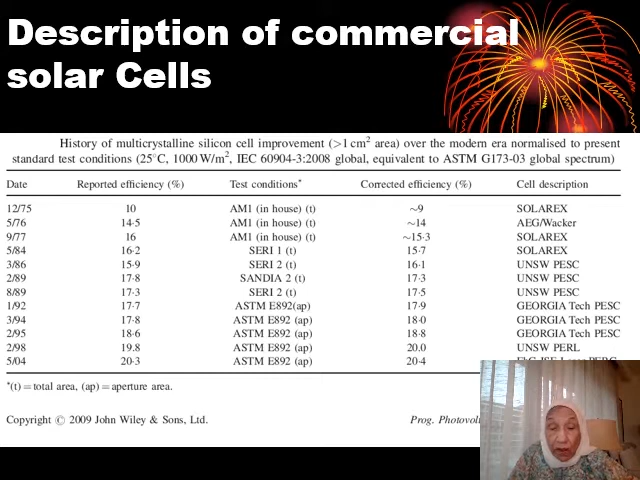 Description of commercial
solar Cells
History of multicrystalline silicon cell improvement (>1 cm² area) over the modern era normalised to present
standard test conditions (25°C, 1000 W/m², IEC 60904-3:2008 global, equivalent to ASTM G173-03 global spectrum)
Date Reported efficiency (%) Test conditions* Corrected efficiency (%) Cell description
12/75 10 AM1 (in house) (t) ~9 SOLAREX
5/76 14·5 AM1 (in house) (t) ~14 AEG/Wacker
9/77 16 AM1 (in house) (t) ~15·3 SOLAREX
5/84 16·2 SERI 1 (t) 15·7 SOLAREX
3/86 15·9 SERI 2 (t) 16·1 UNSW PESC
2/89 17·8 SANDIA 2 (t) 17·3 UNSW PESC
8/89 17·3 SERI 2 (t) 17·5 UNSW PESC
1/92 17·7 ASTM E892(ap) 17·9 GEORGIA Tech PESC
3/94 17·8 ASTM E892 (ap) 18·0 GEORGIA Tech PESC
2/95 18·6 ASTM E892 (ap) 18·8 GEORGIA Tech PESC
2/98 19.8 ASTM E892 (ap) 20.0 UNSW PERL
5/04 20·3 ASTM E892 (ap) 20·4
*(t) = total area, (ap) = aperture area.
Copyright © 2009 John Wiley & Sons, Ltd. Prog. Photovol